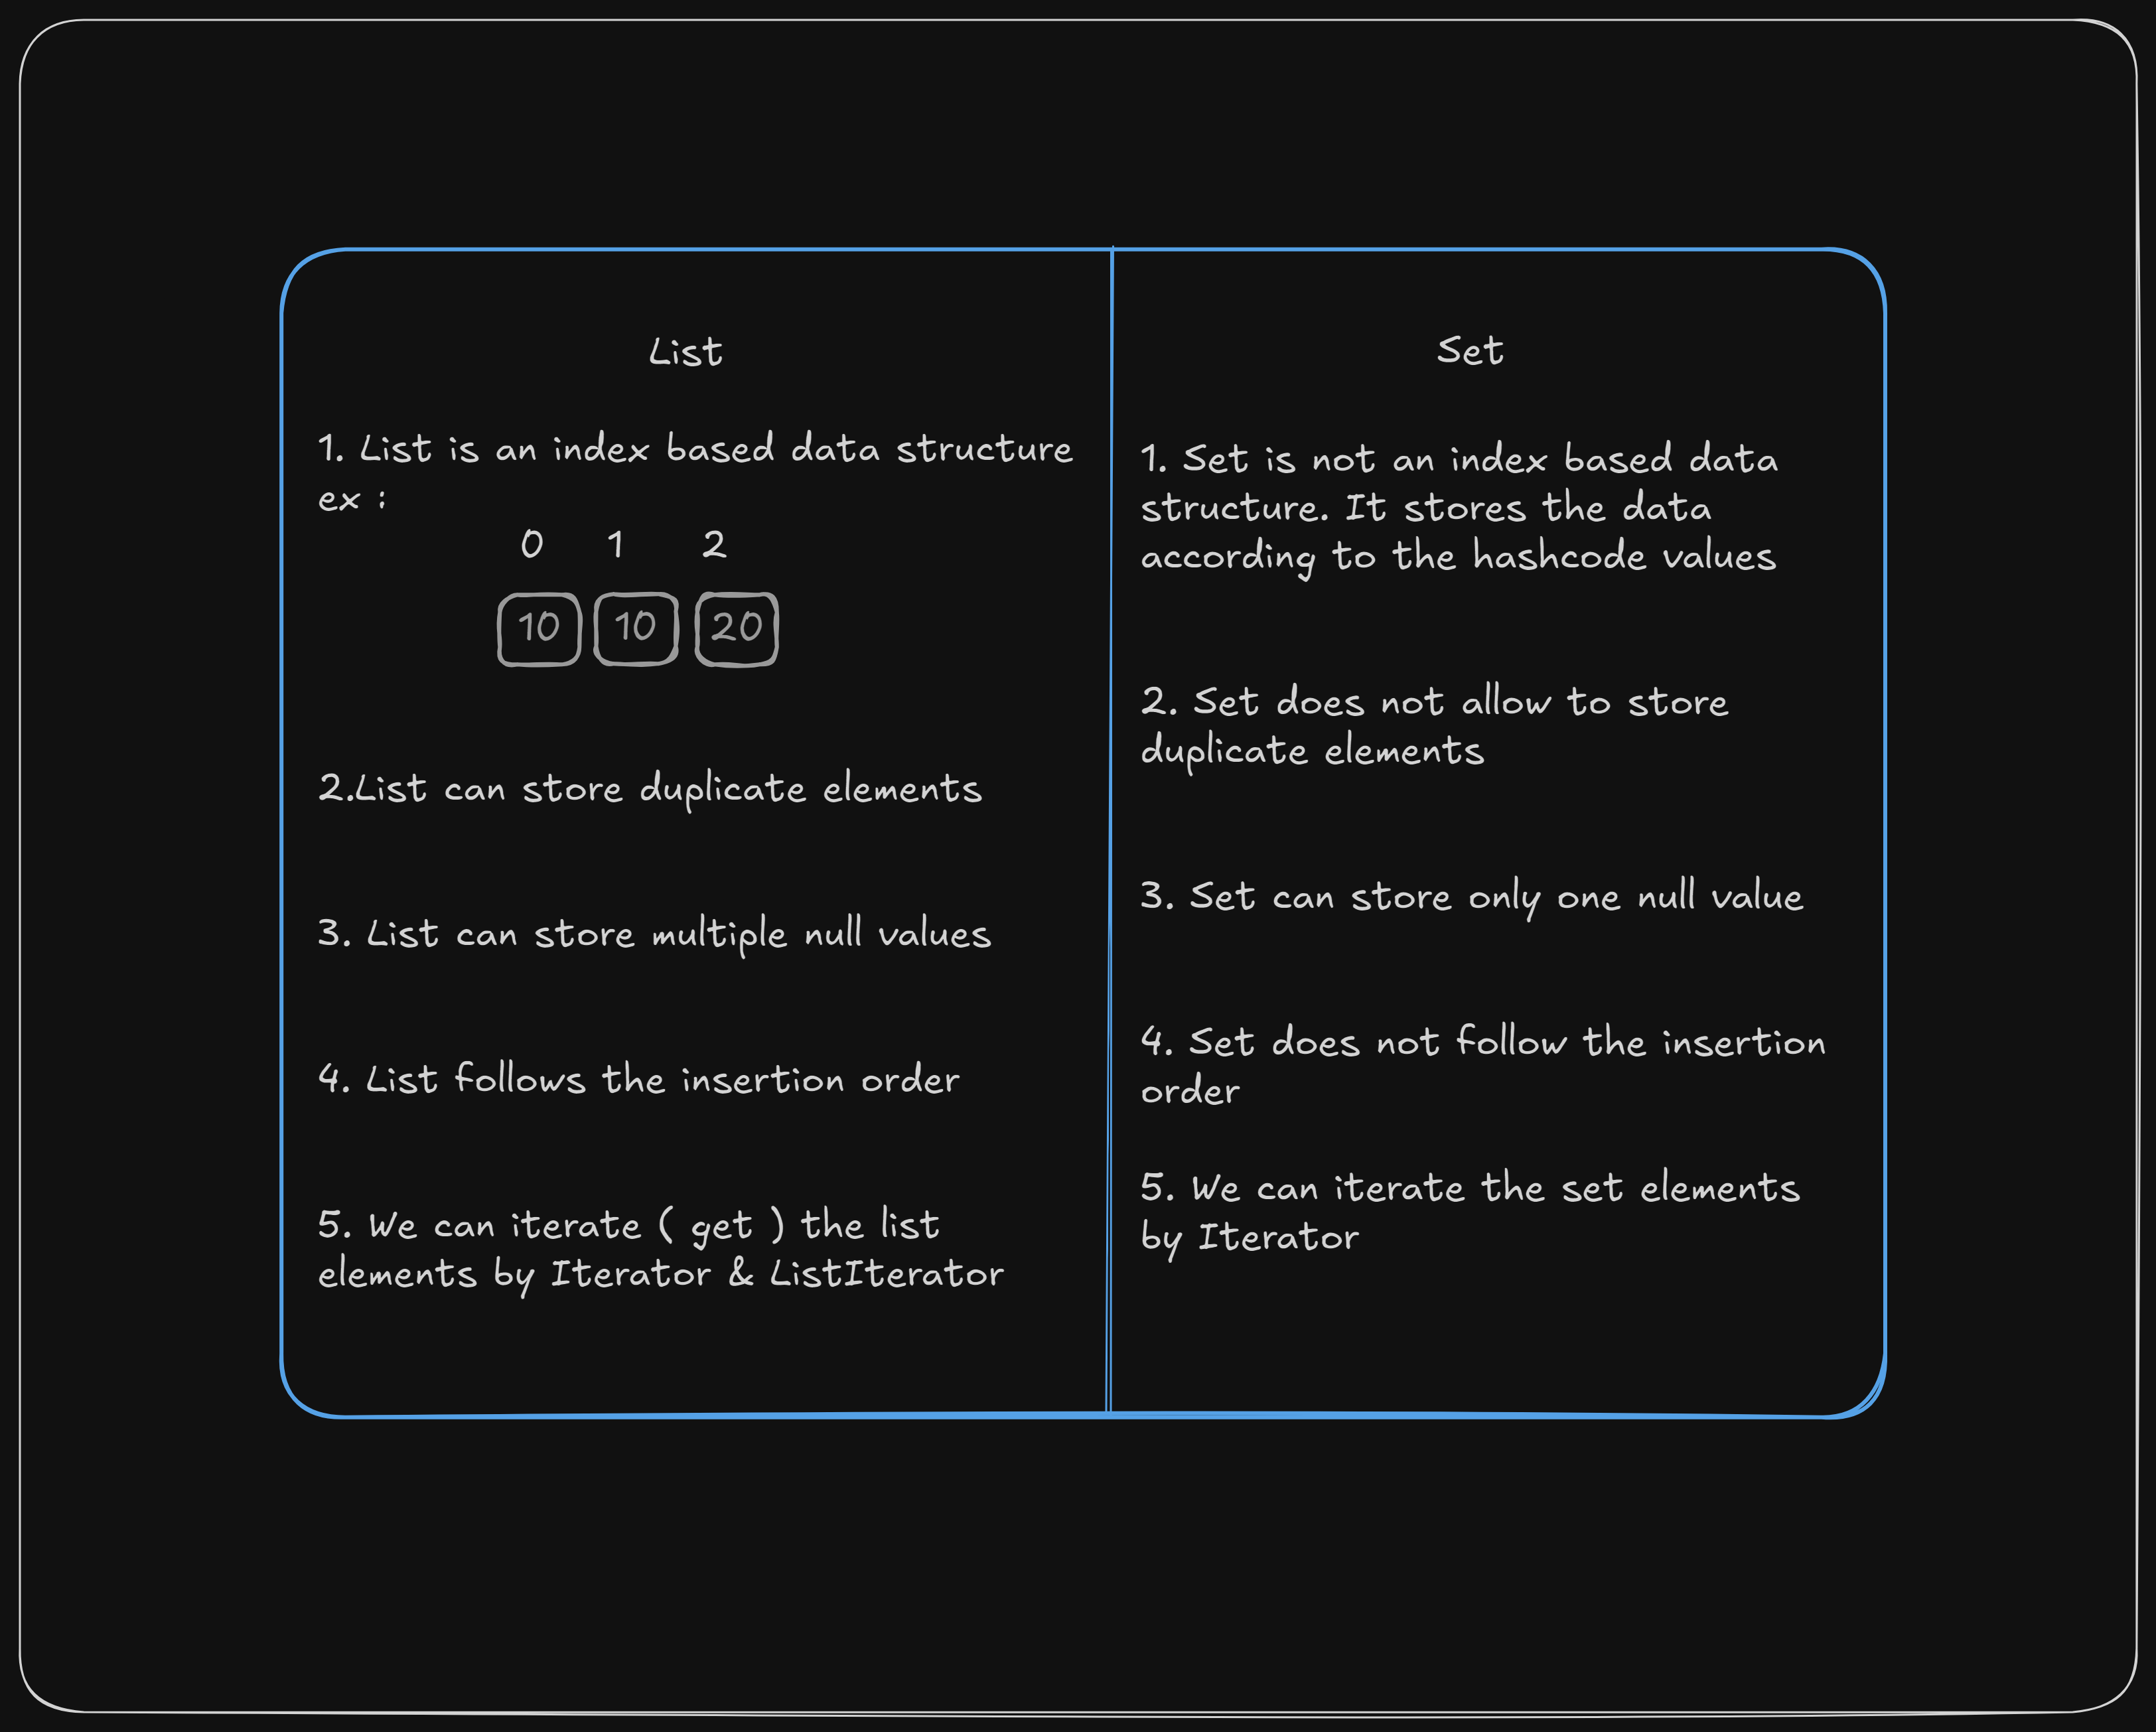 List
1. List is an index based data structure
ex :
0 1 2
10 10 20
2.List can store duplicate elements
3. List can store multiple null values
4. List follows the insertion order
5. We can iterate ( get ) the list
elements by Iterator & ListIterator
Set
1. Set is not an index based data
structure. It stores the data
according to the hashcode values
2. Set does not allow to store
duplicate elements
3. Set can store only one null value
4. Set does not follow the insertion
order
5. We can iterate the set elements
by Iterator